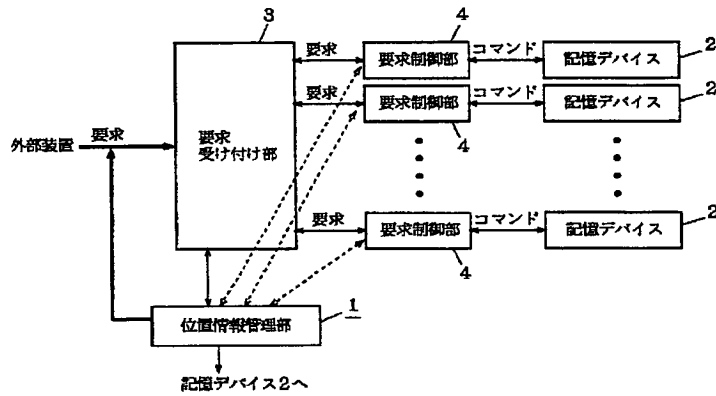 3
4
要求
要求制御部
コマンド
記憶デバイス
2
要求
要求制御部
コマンド
記憶デバイス
2
4
外部装置
要求
要求
受け付け部
要求
要求制御部
コマンド
記憶デバイス
2
4
位置情報管理部
1
記憶デバイス2へ